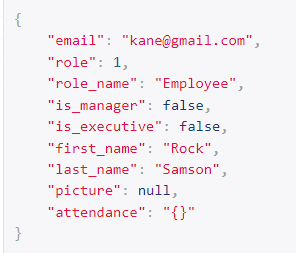 {
    "email": "kane@gmail.com",
    "role": 1,
    "role_name": "Employee",
    "is_manager": false,
    "is_executive": false,
    "first_name": "Rock",
    "last_name": "Samson",
    "picture": null,
    "attendance": "{}"
}